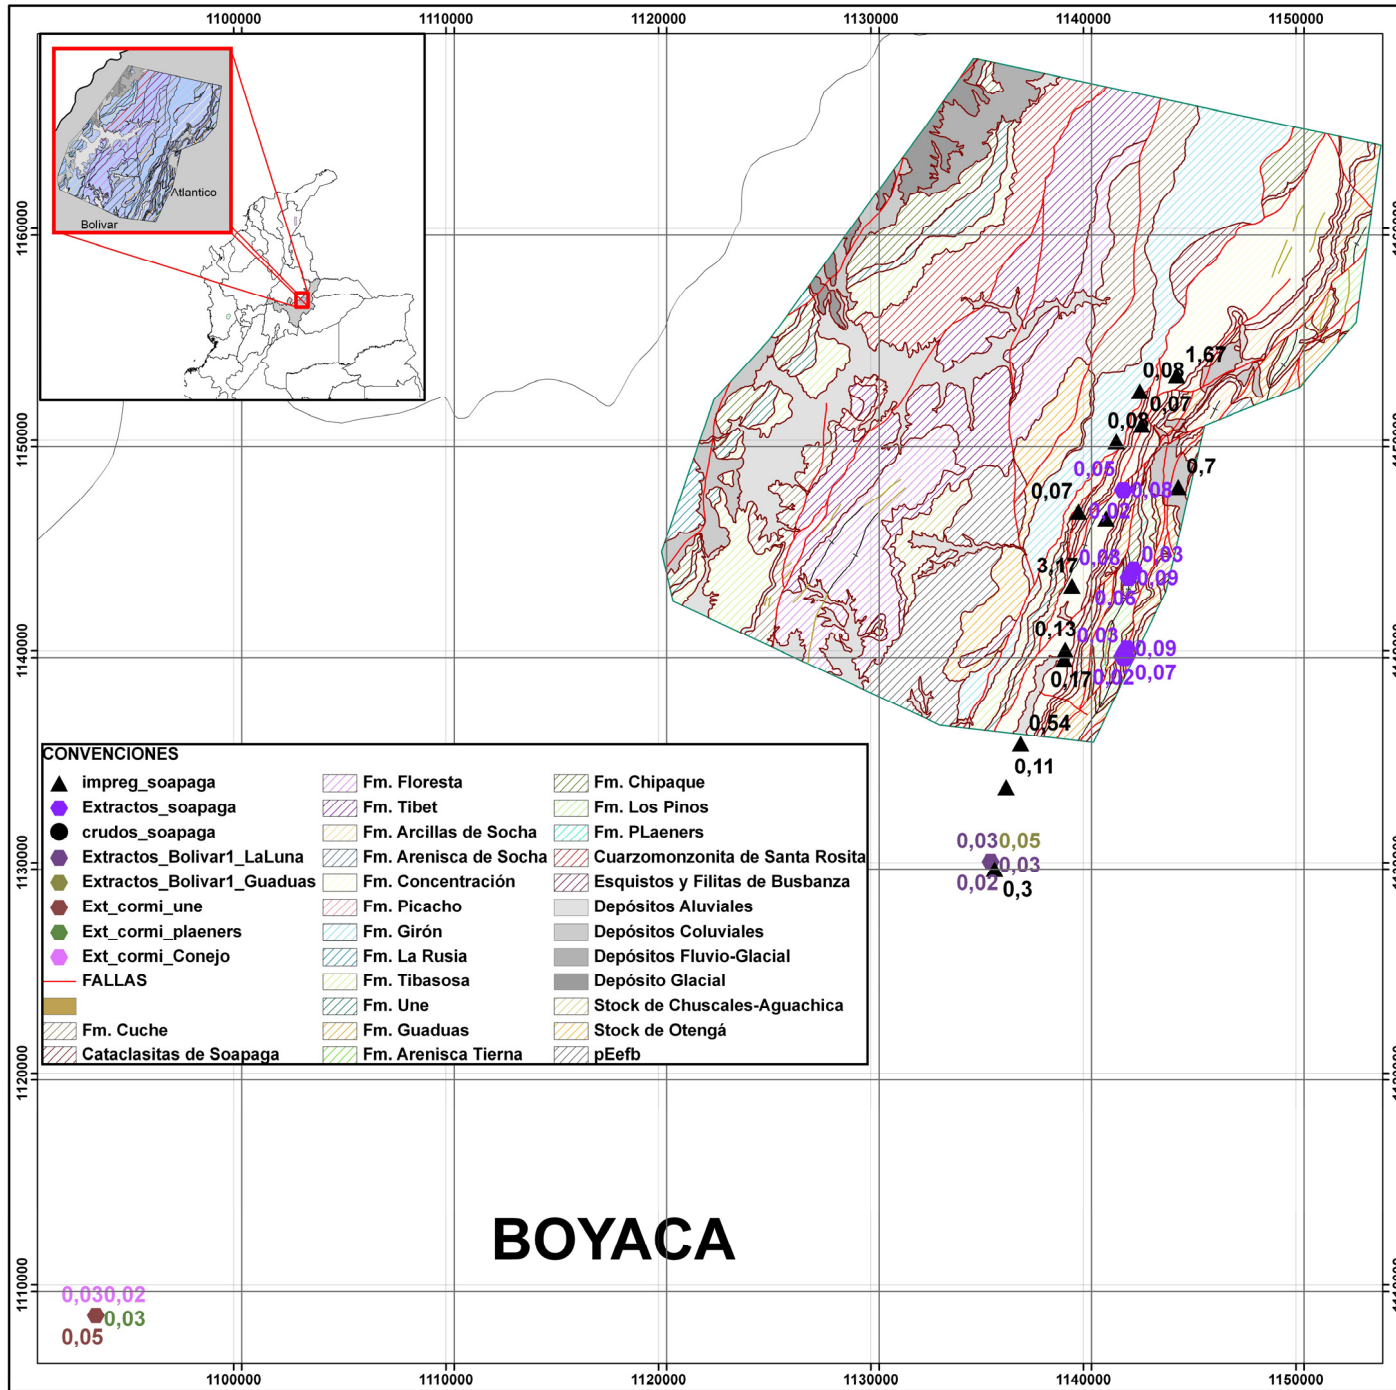 1100000 1110000 1120000 1130000 1140000 1150000
Atlantico
Bolivar
1160000
1160000
1,67
0,08
0,07
0,08
1150000
1150000
0,7
0,05
0,08
0,07
0,02
0,03
0,08
3,17
0,09
0,06
0,13
0,03
0,09
1140000
1140000
0,17
0,02
0,07
0,54
0,11
CONVENCIONES
impreg_soapaga
Extractos_soapaga
crudos_soapaga
Extractos_Bolivar1_LaLuna
Extractos_Bolivar1_Guaduas
Ext_cormi_une
Ext_cormi_plaeners
Ext_cormi_Conejo
FALLAS
Fm. Cuche
Cataclasitas de Soapaga
Fm. Floresta
Fm. Tibet
Fm. Arcillas de Socha
Fm. Arenisca de Socha
Fm. Concentración
Fm. Picacho
Fm. Girón
Fm. La Rusia
Fm. Tibasosa
Fm. Une
Fm. Guaduas
Fm. Arenisca Tierna
Fm. Chipaque
Fm. Los Pinos
Fm. PLaeners
Cuarzomonzonita de Santa Rosita
Esquistos y Filitas de Busbanza
Depósitos Aluviales
Depósitos Coluviales
Depósitos Fluvio-Glacial
Depósito Glacial
Stock de Chuscales-Aguachica
Stock de Otengá
pEefb
0,03 0,05
0,03
0,02
0,3
1130000
1130000
1120000
1120000
BOYACA
1110000
1110000
0,03 0,02
0,03
0,05
1100000 1110000 1120000 1130000 1140000 1150000